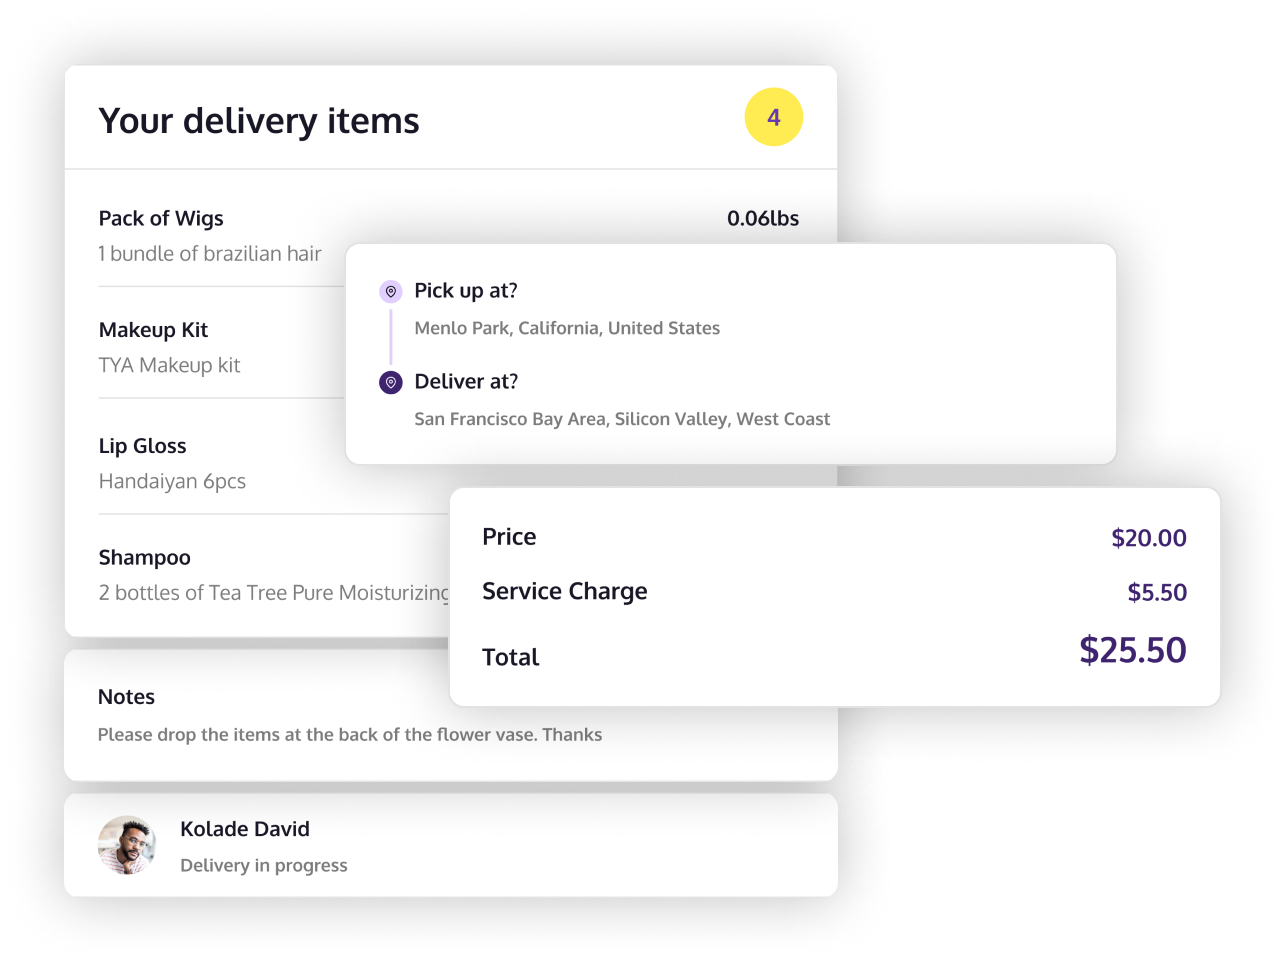 Your delivery items
4
Pack of Wigs
0.06lbs
1 bundle of brazilian hair
Makeup Kit
TYA Makeup kit
Lip Gloss
Handaiyan 6pcs
Shampoo
2 bottles of Tea Tree Pure Moisturizing
Pick up at?
Menlo Park, California, United States
Deliver at?
San Francisco Bay Area, Silicon Valley, West Coast
Price
$20.00
Service Charge
$5.50
Total
$25.50
Notes
Please drop the items at the back of the flower vase. Thanks
Kolade David
Delivery in progress